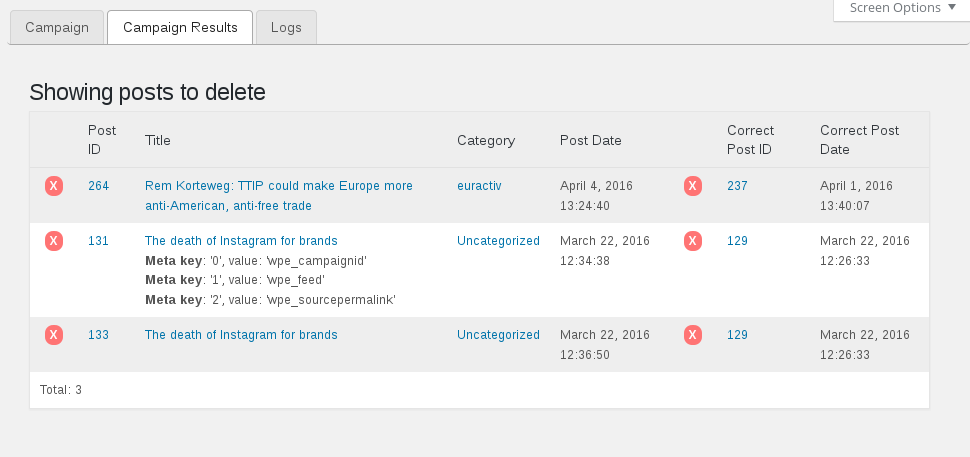 Screen Options ▼
Campaign Campaign Results Logs
Showing posts to delete
Post ID Title Category Post Date Correct Post ID Correct Post Date
X 264 Rem Korteweg: TTIP could make Europe more euractiv April 4, 2016 X 237 April 1, 2016
anti-American, anti-free trade 13:24:40 13:40:07
X 131 The death of Instagram for brands Uncategorized March 22, 2016 X 129 March 22, 2016
Meta key: '0', value: 'wpe_campaignid' 12:34:38 12:26:33
Meta key: '1', value: 'wpe_feed'
Meta key: '2', value: 'wpe_sourcepermalink'
X 133 The death of Instagram for brands Uncategorized March 22, 2016 X 129 March 22, 2016
12:36:50 12:26:33
Total: 3